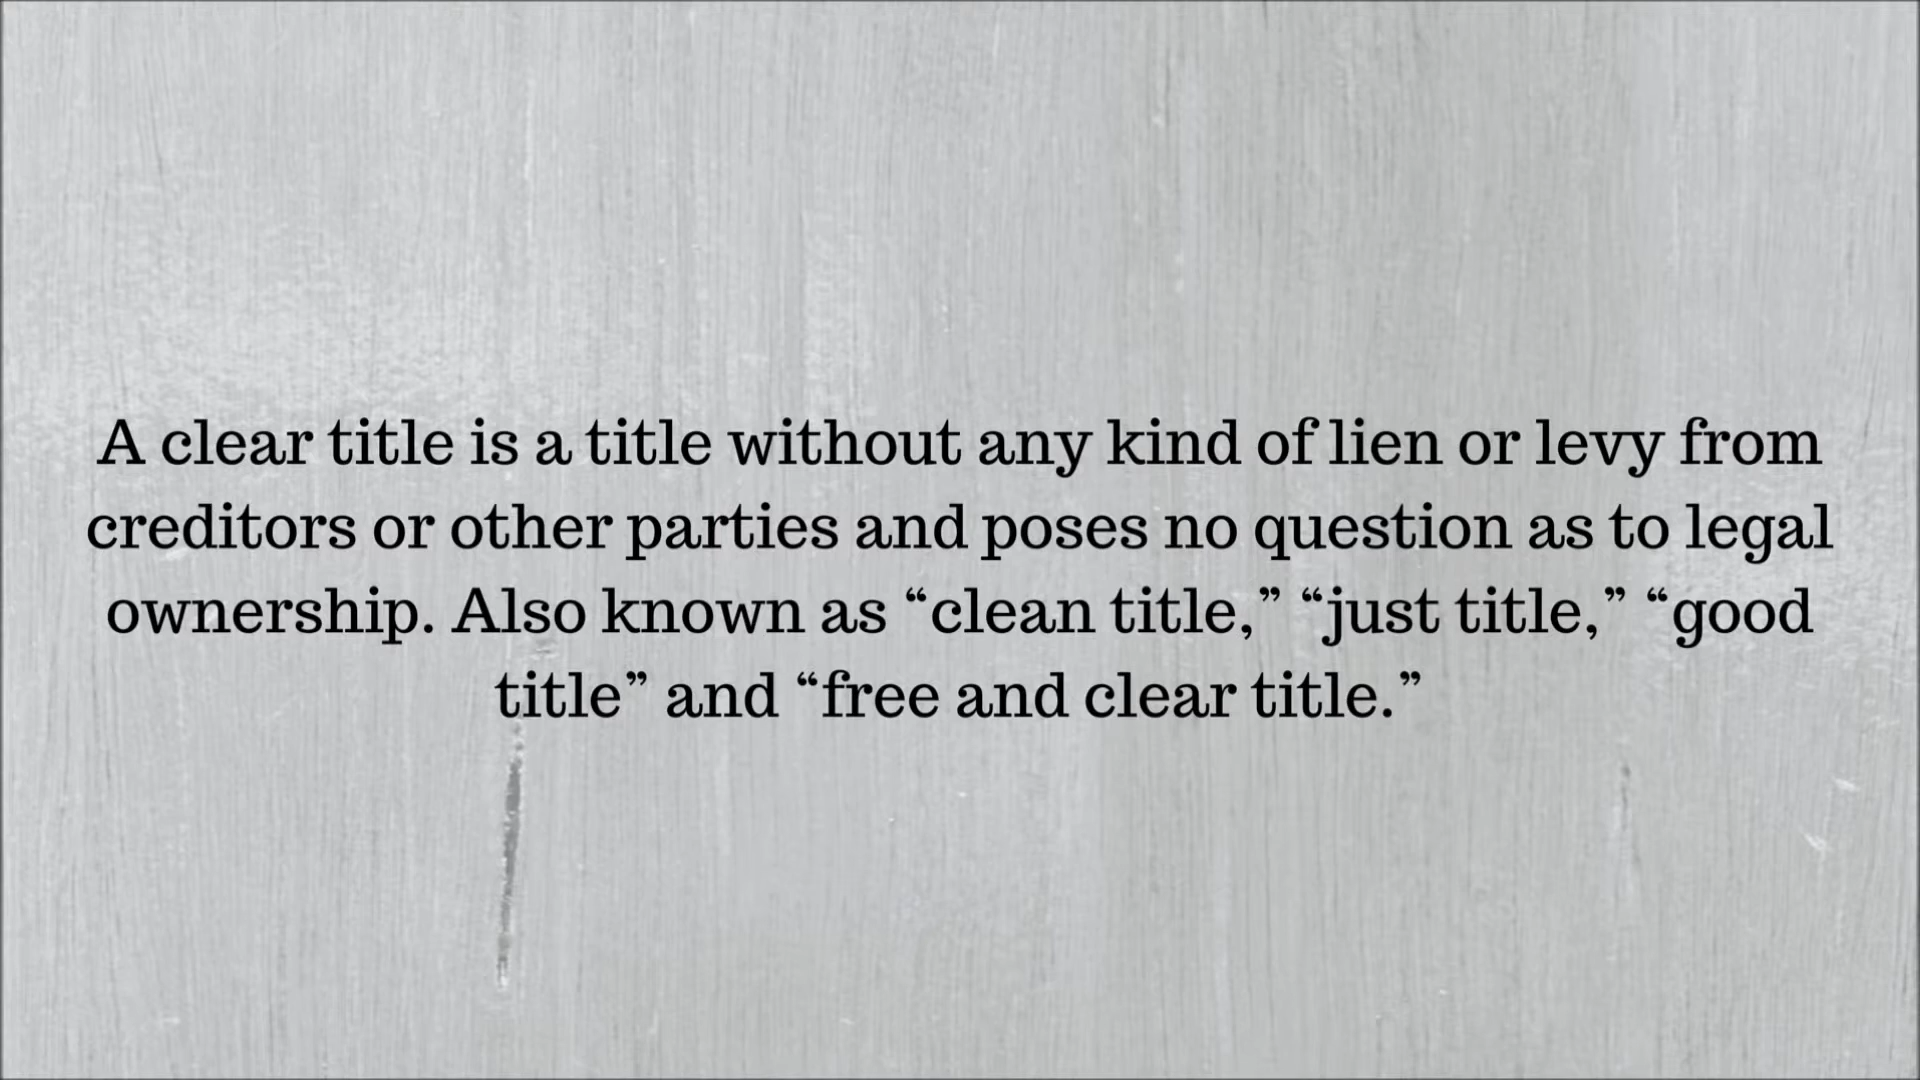 A clear title is a title without any kind of lien or levy from
creditors or other parties and poses no question as to legal
ownership. Also known as “clean title,” “just title,” “good
title” and “free and clear title.”